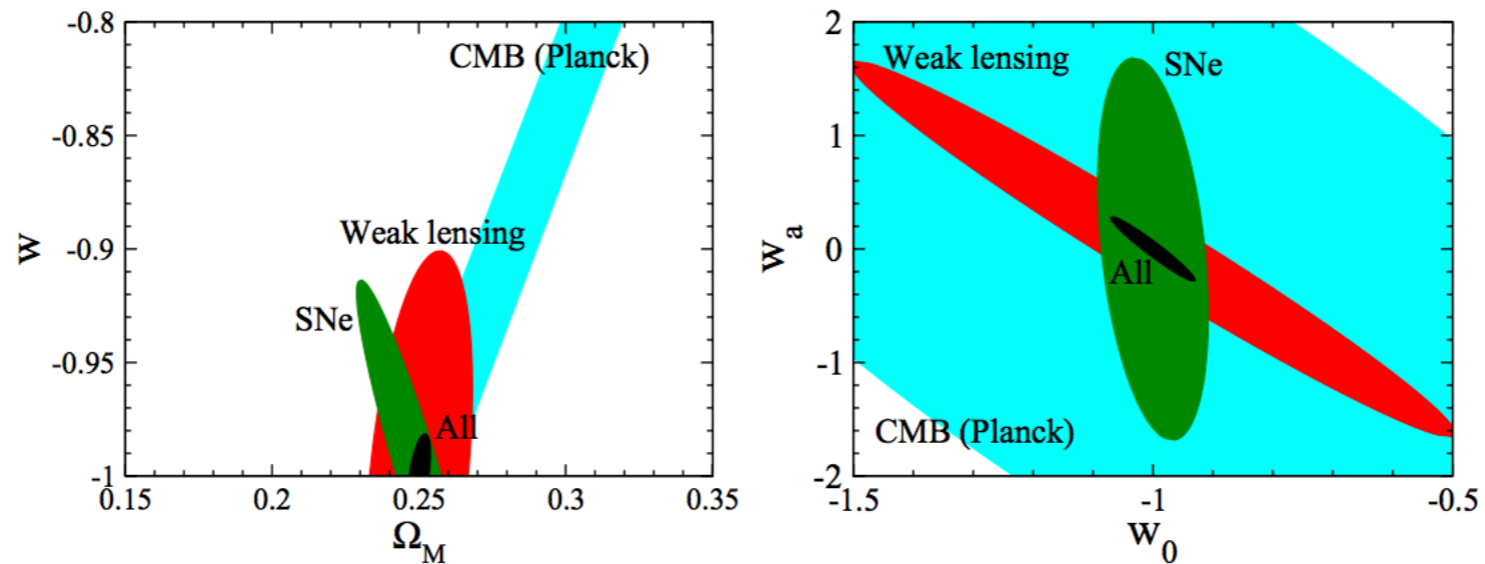 -0.8
-0.85
-0.9
-0.95
-1
w
0.15
0.2
0.25
0.3
0.35
Ω_M
CMB (Planck)
Weak lensing
SNe
All
2
1
0
-1
-2
w_a
-1.5
-1
-0.5
w_0
Weak lensing
SNe
All
CMB (Planck)